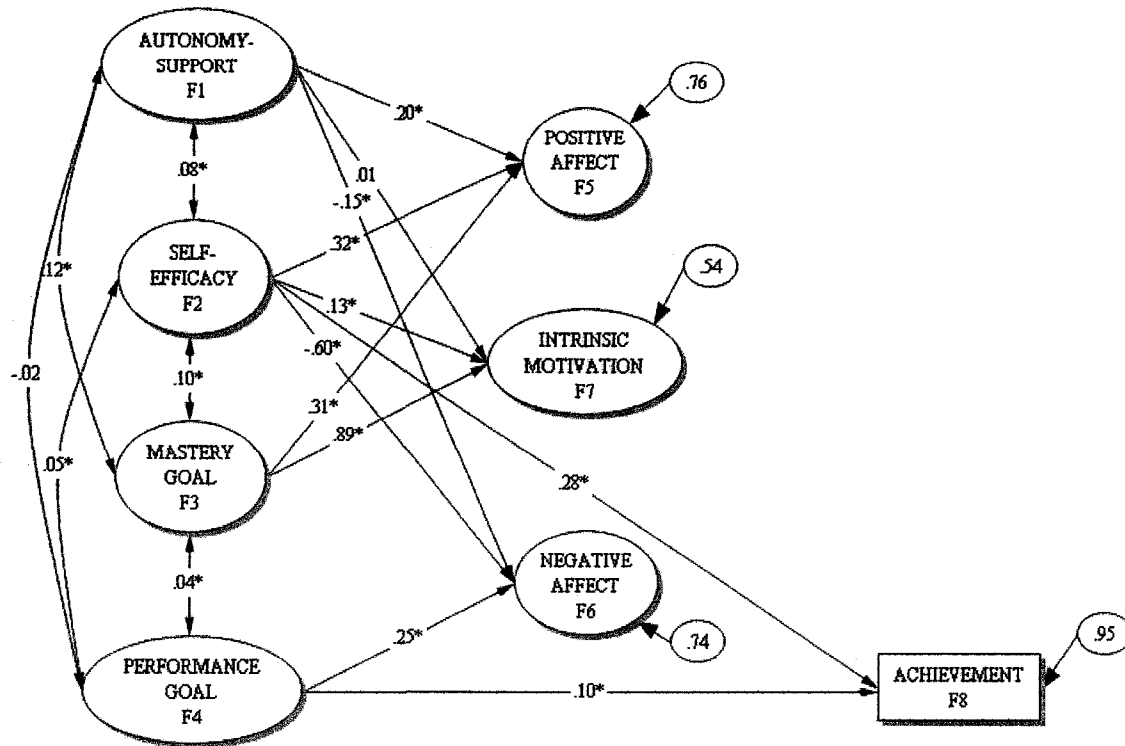 AUTONOMY-
SUPPORT
F1
.76
.20*
POSITIVE
AFFECT
F5
.08*
.01
-.15*
SELF-
EFFICACY
F2
.32*
.12*
.54
.13*
INTRINSIC
MOTIVATION
F7
-.60*
-.02
.10*
.31*
.89*
MASTERY
GOAL
F3
.05*
.28*
NEGATIVE
AFFECT
F6
.04*
.25*
.74
.95
PERFORMANCE
GOAL
F4
.10*
ACHIEVEMENT
F8